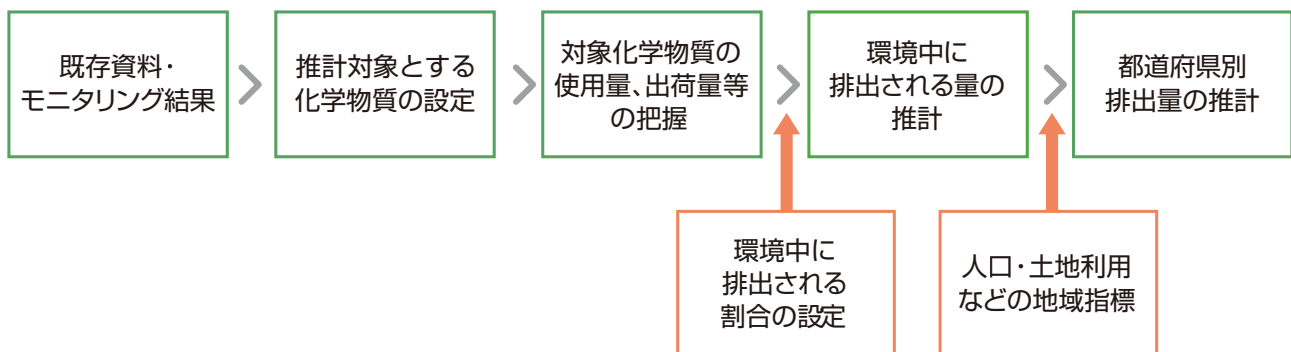 既存資料・
モニタリング結果
推計対象とする
化学物質の設定
対象化学物質の
使用量、出荷量等
の把握
環境中に
排出される量の
推計
都道府県別
排出量の推計
環境中に
排出される
割合の設定
人口・土地利用
などの地域指標